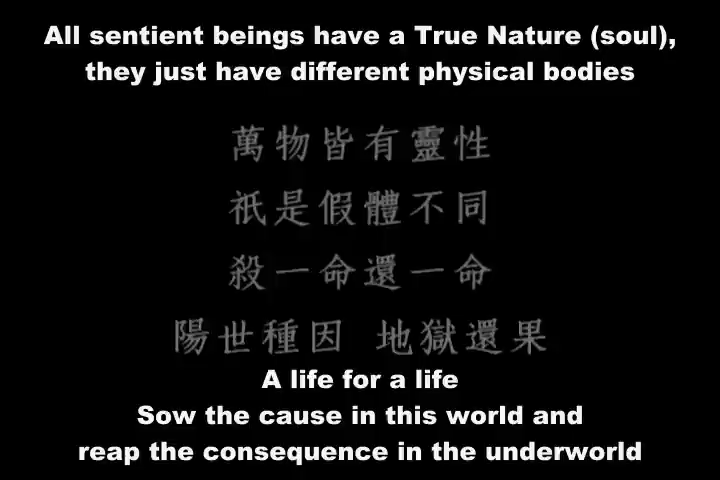 All sentient beings have a True Nature (soul),
they just have different physical bodies
萬物皆有靈性
祇是假體不同
殺一命還一命
陽世種因 地獄還果
A life for a life
Sow the cause in this world and
reap the consequence in the underworld